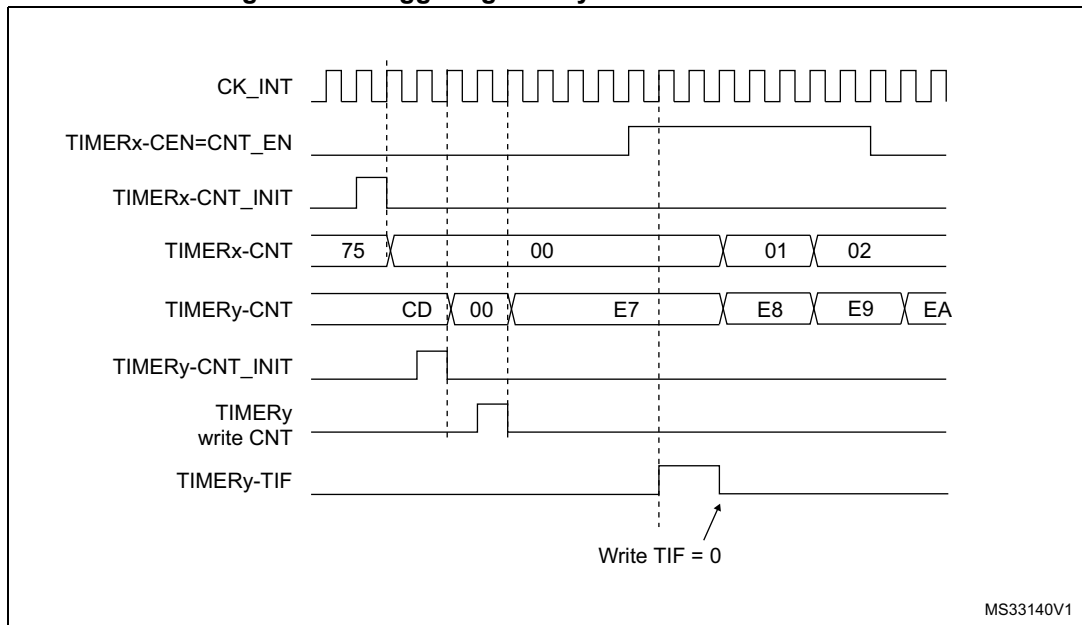 CK_INT
TIMERx-CEN=CNT_EN
TIMERx-CNT_INIT
TIMERx-CNT 75 00 01 02
TIMERy-CNT CD 00 E7 E8 E9 EA
TIMERy-CNT_INIT
TIMERy
write CNT
TIMERy-TIF
Write TIF = 0
MS33140V1